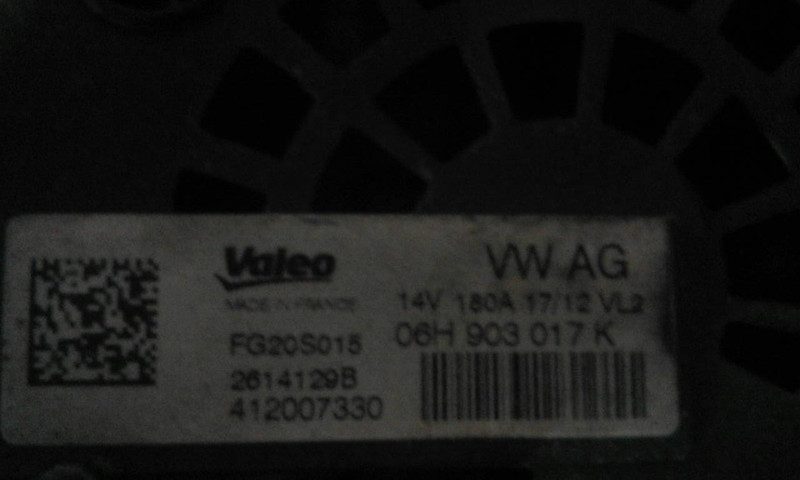 Valeo
MADE IN FRANCE
FG20S015
2614129B
412007330
VW AG
14V 180A 17/12 VL2
06H 903 017 K